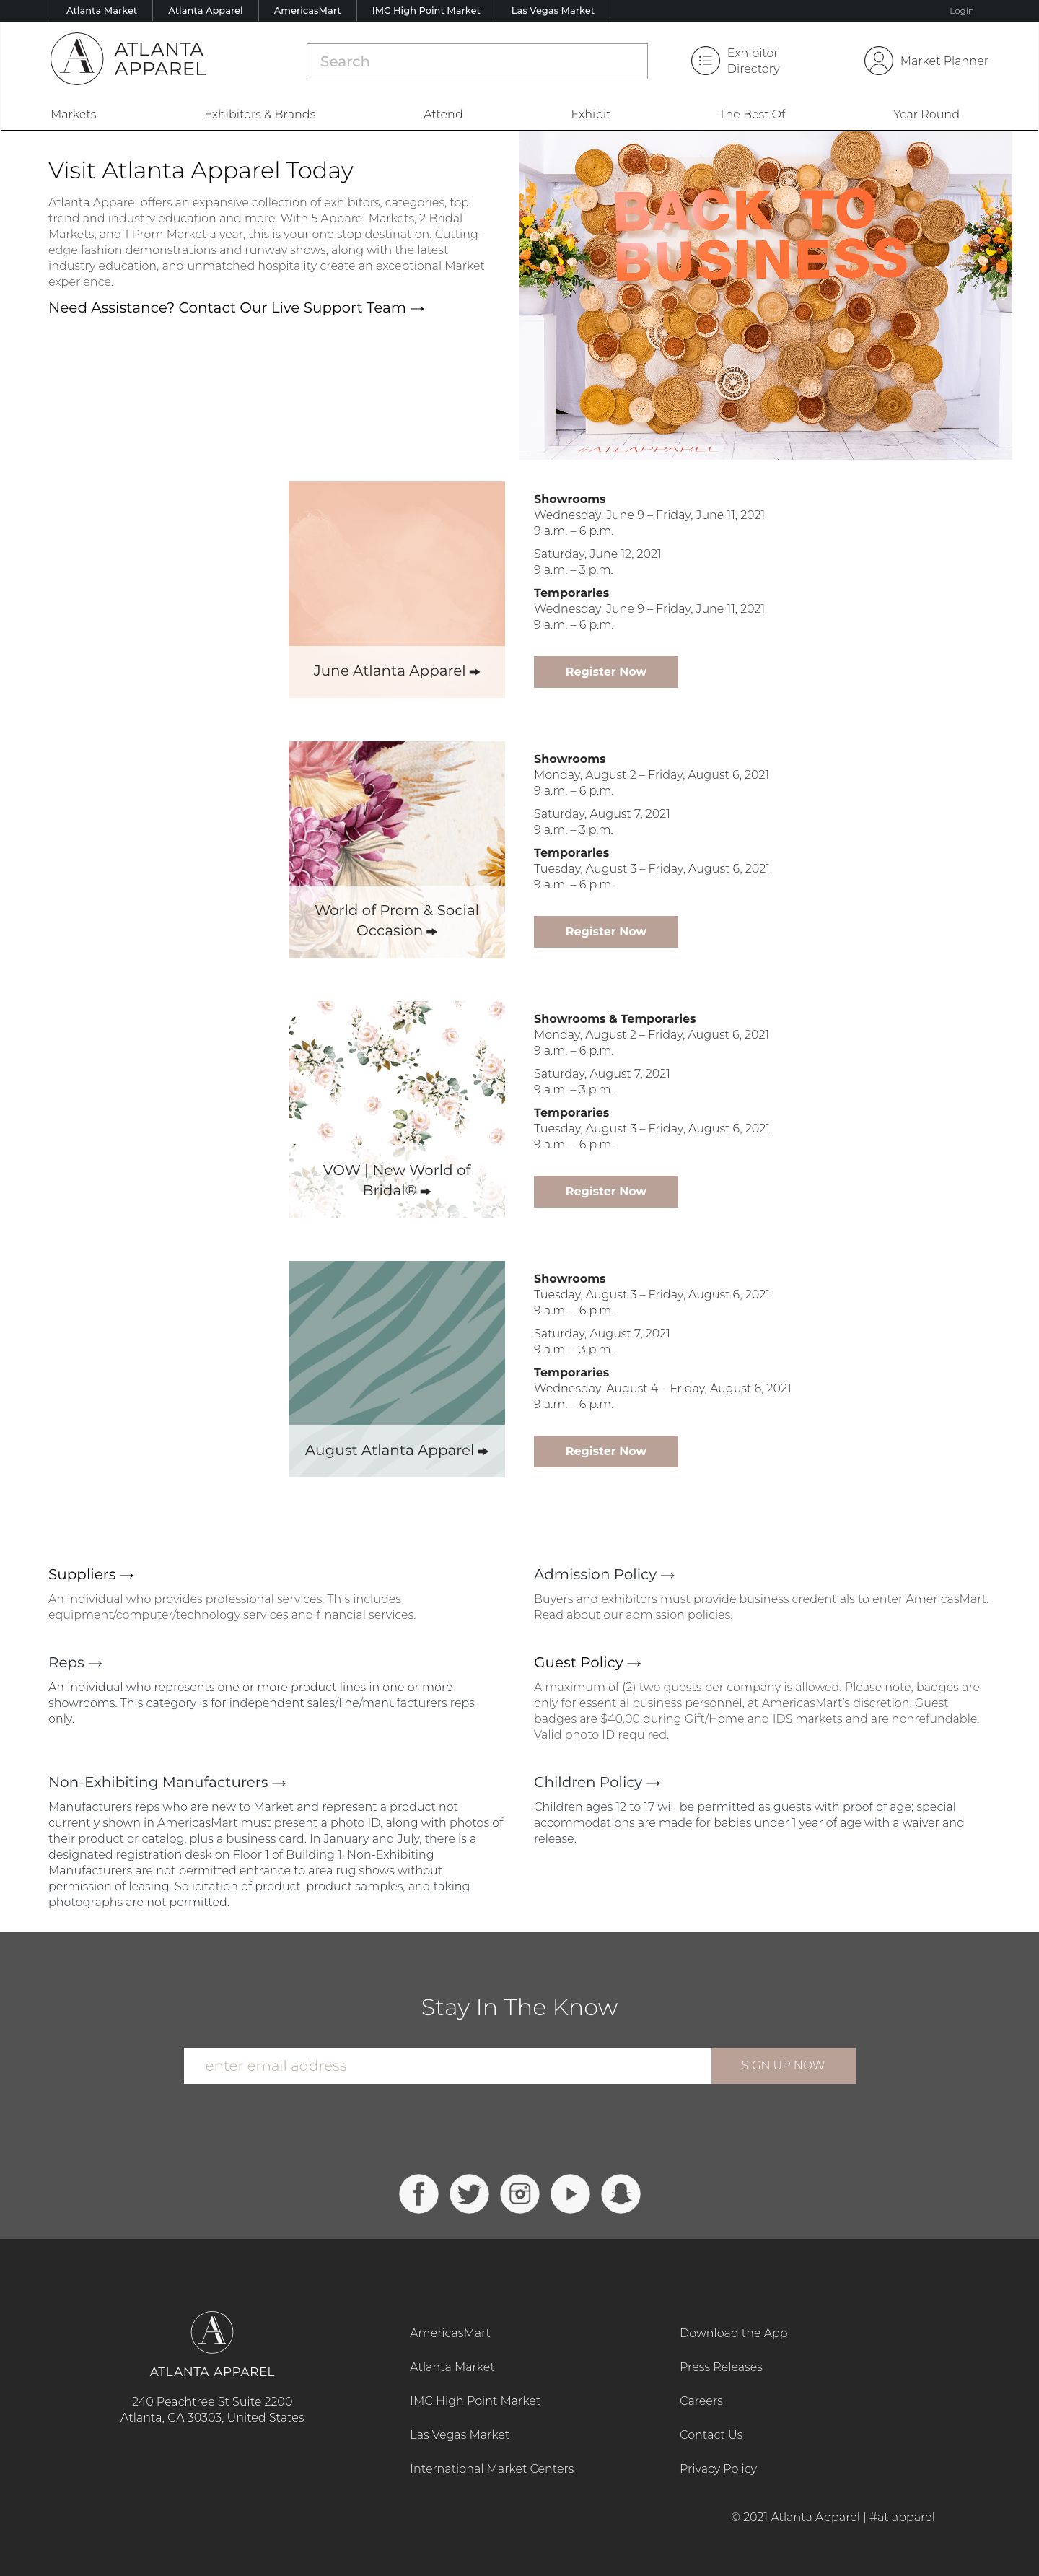 Atlanta Market
Atlanta Apparel
AmericasMart
IMC High Point Market
Las Vegas Market
Login
ATLANTA
APPAREL
Search
Exhibitor
Directory
Market Planner
Markets
Exhibitors & Brands
Attend
Exhibit
The Best Of
Year Round
Visit Atlanta Apparel Today
Atlanta Apparel offers an expansive collection of exhibitors, categories, top
trend and industry education and more. With 5 Apparel Markets, 2 Bridal
Markets, and 1 Prom Market a year, this is your one stop destination. Cutting-
edge fashion demonstrations and runway shows, along with the latest
industry education, and unmatched hospitality create an exceptional Market
experience.
Need Assistance? Contact Our Live Support Team →
BACK TO
BUSINESS
#ATLAPPAREL
June Atlanta Apparel ➡
Showrooms
Wednesday, June 9 – Friday, June 11, 2021
9 a.m. – 6 p.m.
Saturday, June 12, 2021
9 a.m. – 3 p.m.
Temporaries
Wednesday, June 9 – Friday, June 11, 2021
9 a.m. – 6 p.m.
Register Now
World of Prom & Social
Occasion ➡
Showrooms
Monday, August 2 – Friday, August 6, 2021
9 a.m. – 6 p.m.
Saturday, August 7, 2021
9 a.m. – 3 p.m.
Temporaries
Tuesday, August 3 – Friday, August 6, 2021
9 a.m. – 6 p.m.
Register Now
VOW | New World of
Bridal® ➡
Showrooms & Temporaries
Monday, August 2 – Friday, August 6, 2021
9 a.m. – 6 p.m.
Saturday, August 7, 2021
9 a.m. – 3 p.m.
Temporaries
Tuesday, August 3 – Friday, August 6, 2021
9 a.m. – 6 p.m.
Register Now
August Atlanta Apparel ➡
Showrooms
Tuesday, August 3 – Friday, August 6, 2021
9 a.m. – 6 p.m.
Saturday, August 7, 2021
9 a.m. – 3 p.m.
Temporaries
Wednesday, August 4 – Friday, August 6, 2021
9 a.m. – 6 p.m.
Register Now
Suppliers →
An individual who provides professional services. This includes
equipment/computer/technology services and financial services.
Admission Policy →
Buyers and exhibitors must provide business credentials to enter AmericasMart.
Read about our admission policies.
Reps →
An individual who represents one or more product lines in one or more
showrooms. This category is for independent sales/line/manufacturers reps
only.
Guest Policy →
A maximum of (2) two guests per company is allowed. Please note, badges are
only for essential business personnel, at AmericasMart's discretion. Guest
badges are $40.00 during Gift/Home and IDS markets and are nonrefundable.
Valid photo ID required.
Non-Exhibiting Manufacturers →
Manufacturers reps who are new to Market and represent a product not
currently shown in AmericasMart must present a photo ID, along with photos of
their product or catalog, plus a business card. In January and July, there is a
designated registration desk on Floor 1 of Building 1. Non-Exhibiting
Manufacturers are not permitted entrance to area rug shows without
permission of leasing. Solicitation of product, product samples, and taking
photographs are not permitted.
Children Policy →
Children ages 12 to 17 will be permitted as guests with proof of age; special
accommodations are made for babies under 1 year of age with a waiver and
release.
Stay In The Know
enter email address
SIGN UP NOW
ATLANTA APPAREL
240 Peachtree St Suite 2200
Atlanta, GA 30303, United States
AmericasMart
Atlanta Market
IMC High Point Market
Las Vegas Market
International Market Centers
Download the App
Press Releases
Careers
Contact Us
Privacy Policy
© 2021 Atlanta Apparel | #atlapparel